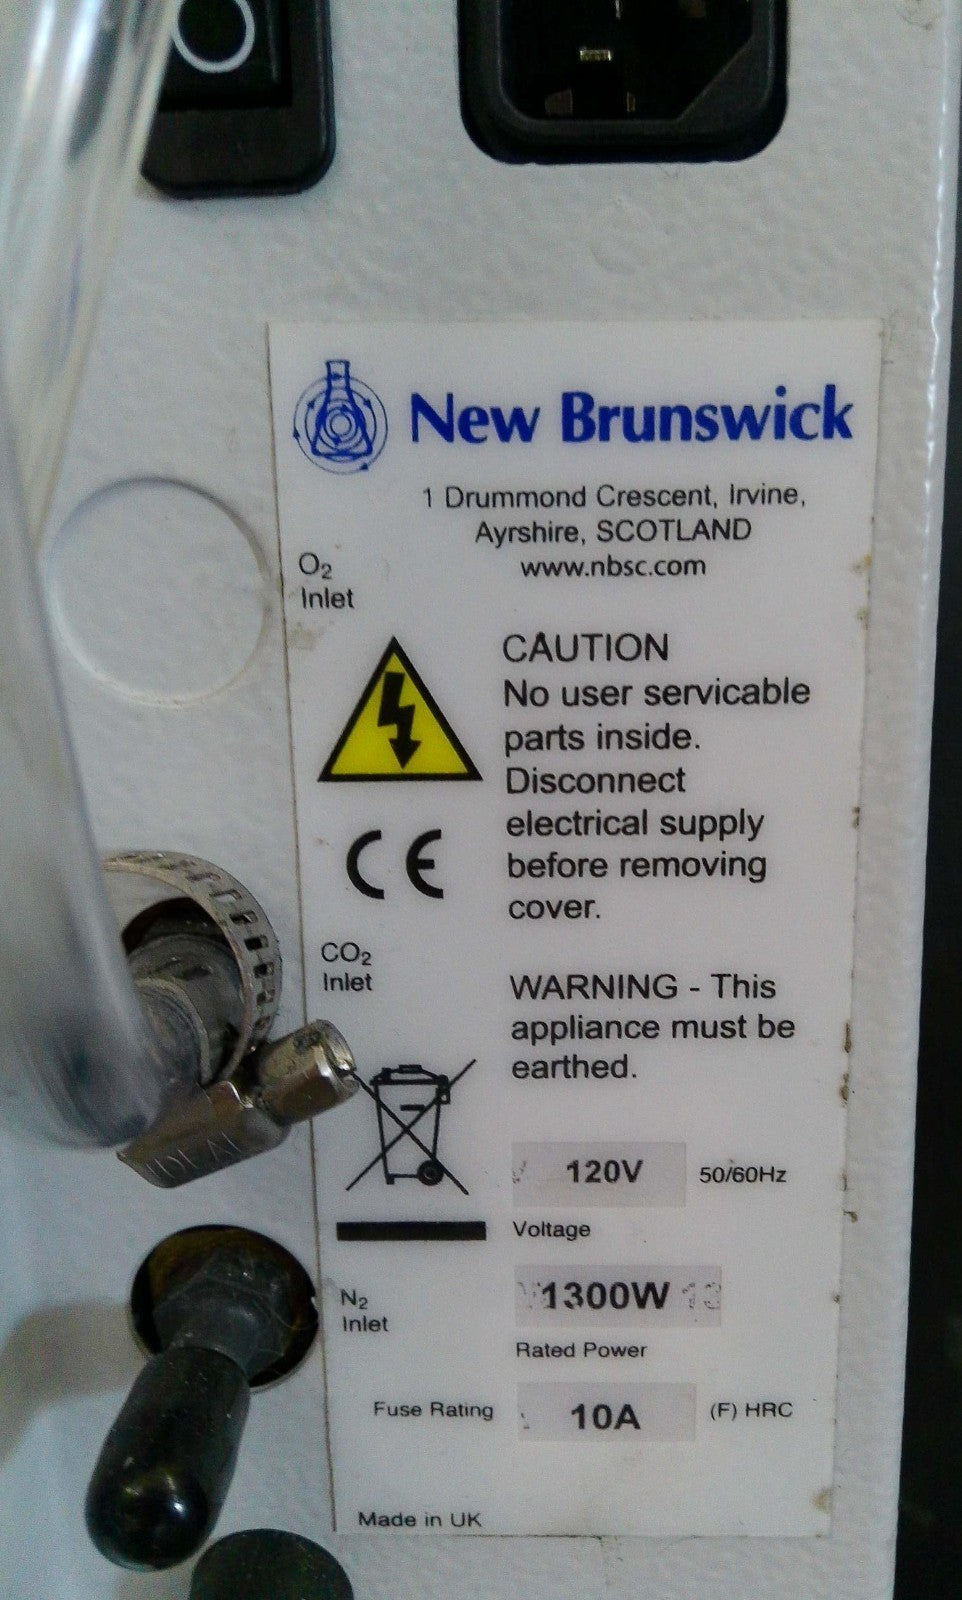 New Brunswick
1 Drummond Crescent, Irvine,
Ayrshire, SCOTLAND
www.nbsc.com
O₂
Inlet
CAUTION
No user servicable
parts inside.
Disconnect
electrical supply
before removing
cover.
CE
CO₂
Inlet
WARNING - This
appliance must be
earthed.
IDEAL
120V 50/60Hz
Voltage
N₂
Inlet
1300W
Rated Power
Fuse Rating 10A (F) HRC
Made in UK